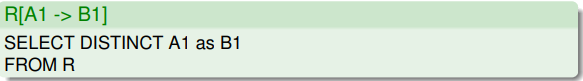 R[A1 -> B1]
SELECT DISTINCT A1 as B1
FROM R